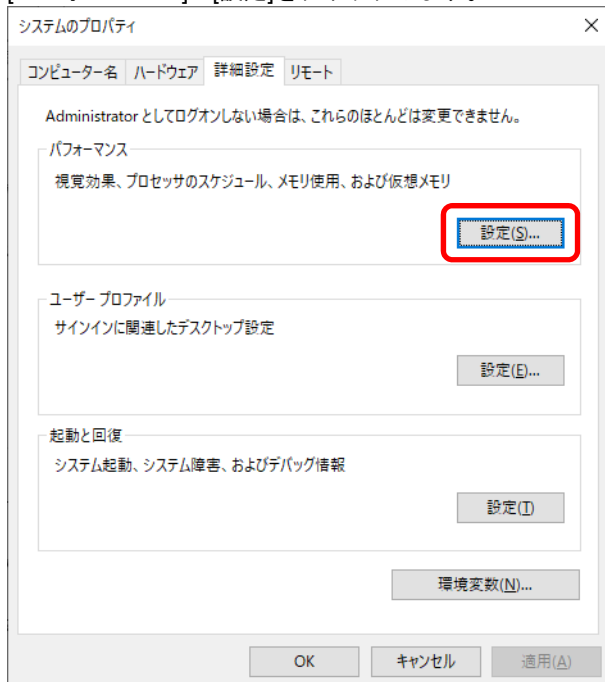 システムのプロパティ
コンピューター名 ハードウェア 詳細設定 リモート
Administrator としてログオンしない場合は、これらのほとんどは変更できません。
パフォーマンス
視覚効果、プロセッサのスケジュール、メモリ使用、および仮想メモリ
設定(S)...
ユーザー プロファイル
サインインに関連したデスクトップ設定
設定(E)...
起動と回復
システム起動、システム障害、およびデバッグ情報
設定(T)
環境変数(N)...
OK キャンセル 適用(A)